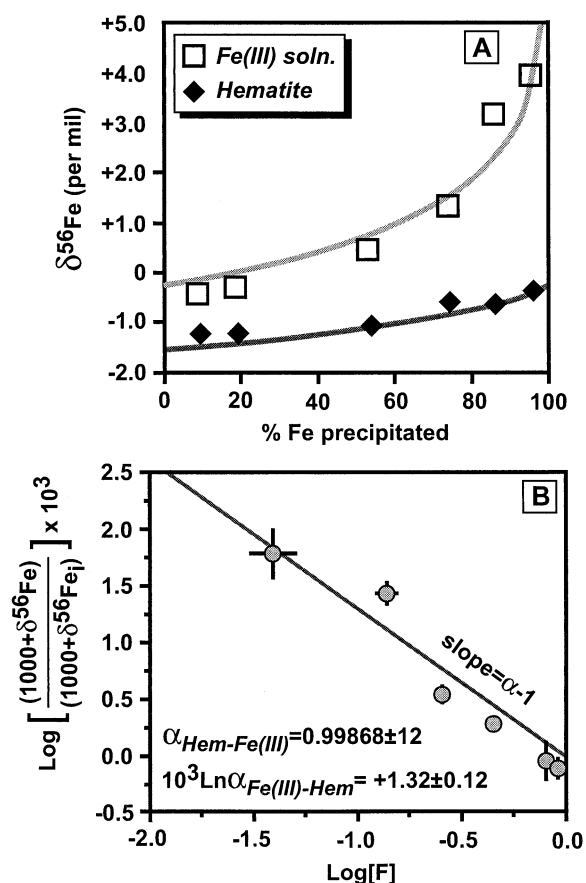 A
Fe(III) soln.
Hematite
δ⁵⁶Fe (per mil)
+5.0
+4.0
+3.0
+2.0
+1.0
0
-1.0
-2.0
0 20 40 60 80 100
% Fe precipitated
B
Log [ (1000+δ⁵⁶Fe) / (1000+δ⁵⁶Feᵢ) ] x 10³
2.5
2.0
1.5
1.0
0.5
0.0
-0.5
slope=α-1
α_Hem-Fe(III)=0.99868±12
10³Lnα_Fe(III)-Hem= +1.32±0.12
-2.0 -1.5 -1.0 -0.5 0.0
Log[F]